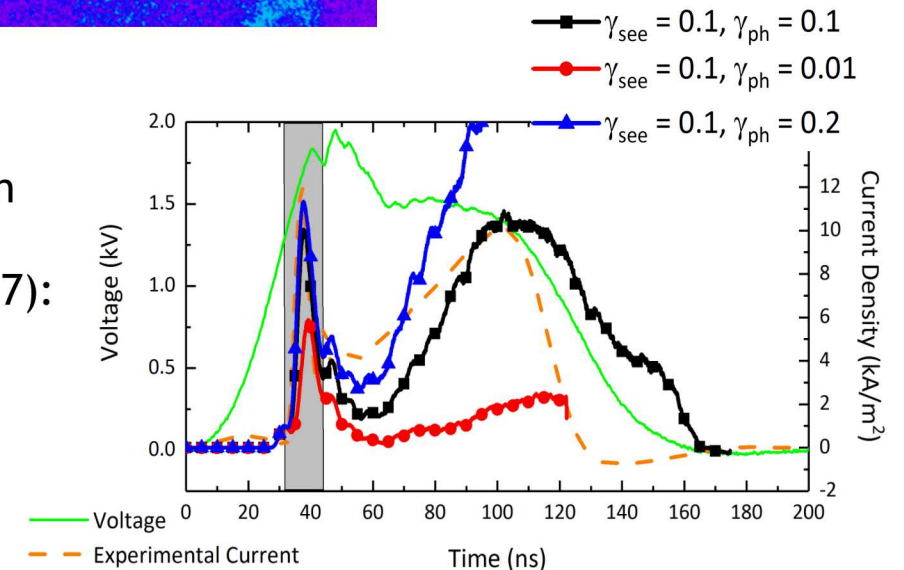 γsee = 0.1, γph = 0.1
γsee = 0.1, γph = 0.01
γsee = 0.1, γph = 0.2
n
7):
Voltage (kV)
2.0
1.5
1.0
0.5
0.0
Current Density (kA/m²)
12
10
8
6
4
2
0
-2
0 20 40 60 80 100 120 140 160 180 200
Time (ns)
Voltage
Experimental Current